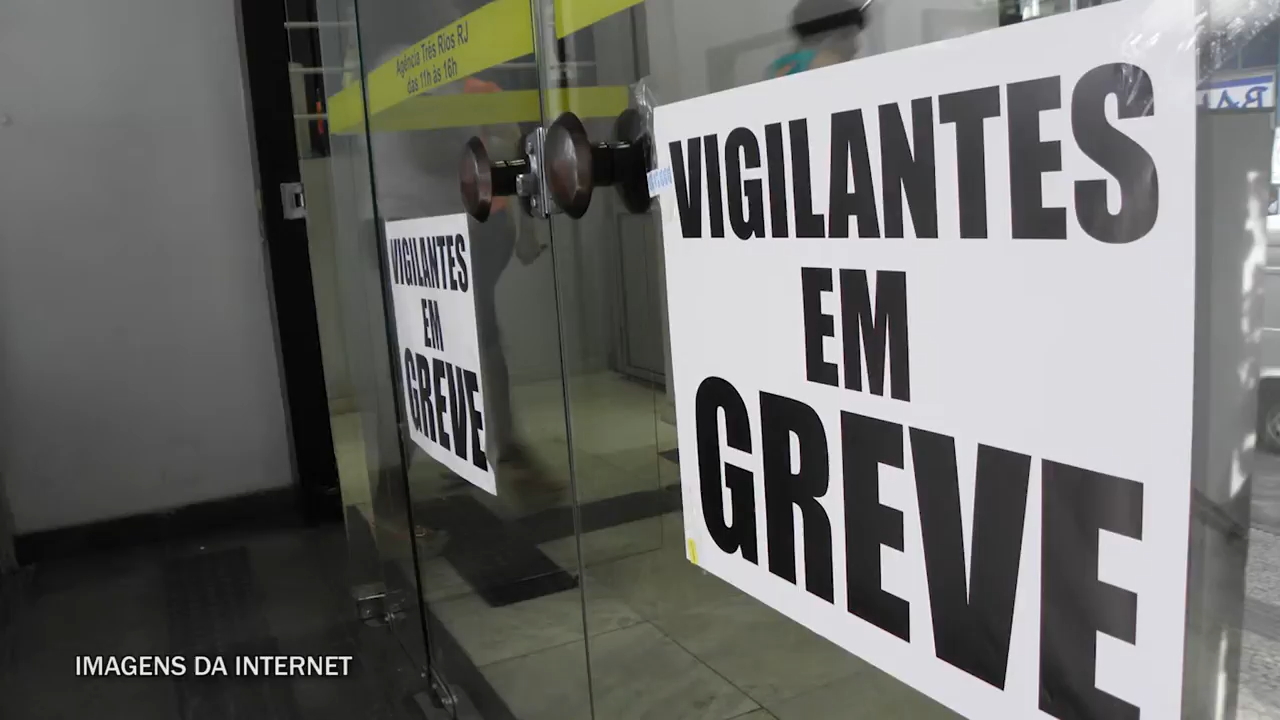 Agência Três Rios RJ
das 11h às 16h
VIGILANTES
EM
GREVE
VIGILANTES
EM
GREVE
IMAGENS DA INTERNET